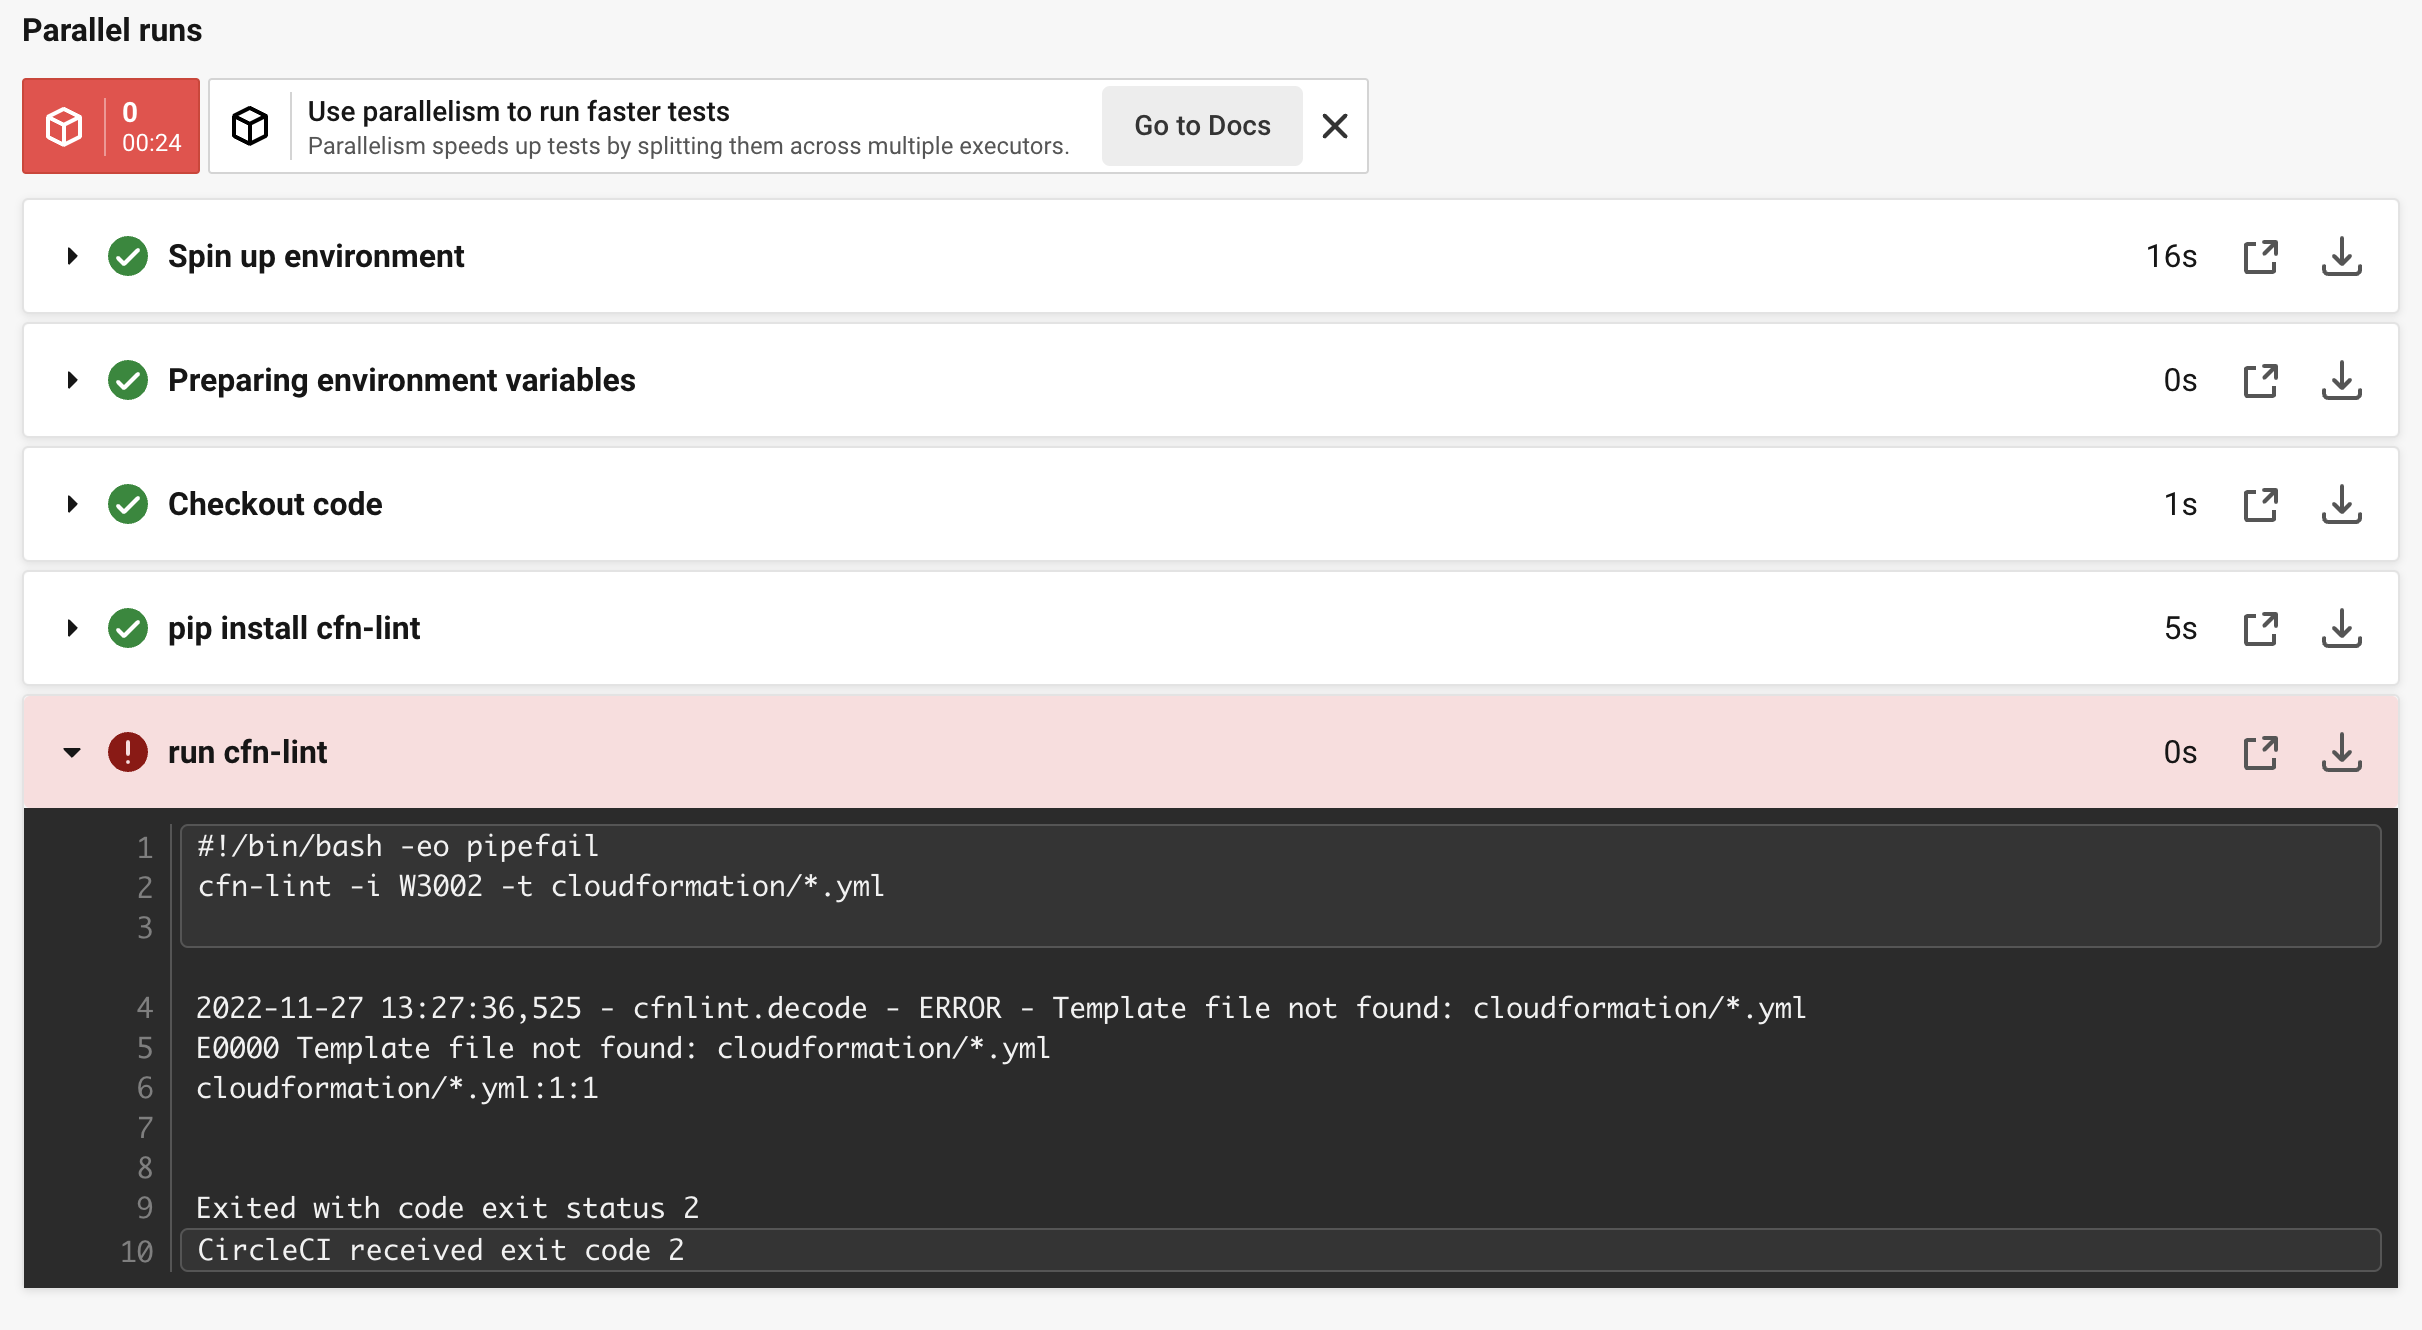 Parallel runs
0
00:24
Use parallelism to run faster tests
Parallelism speeds up tests by splitting them across multiple executors.
Go to Docs
Spin up environment 16s
Preparing environment variables 0s
Checkout code 1s
pip install cfn-lint 5s
run cfn-lint 0s
1 #!/bin/bash -eo pipefail
2 cfn-lint -i W3002 -t cloudformation/*.yml
3
4 2022-11-27 13:27:36,525 - cfnlint.decode - ERROR - Template file not found: cloudformation/*.yml
5 E0000 Template file not found: cloudformation/*.yml
6 cloudformation/*.yml:1:1
7
8
9 Exited with code exit status 2
10 CircleCI received exit code 2